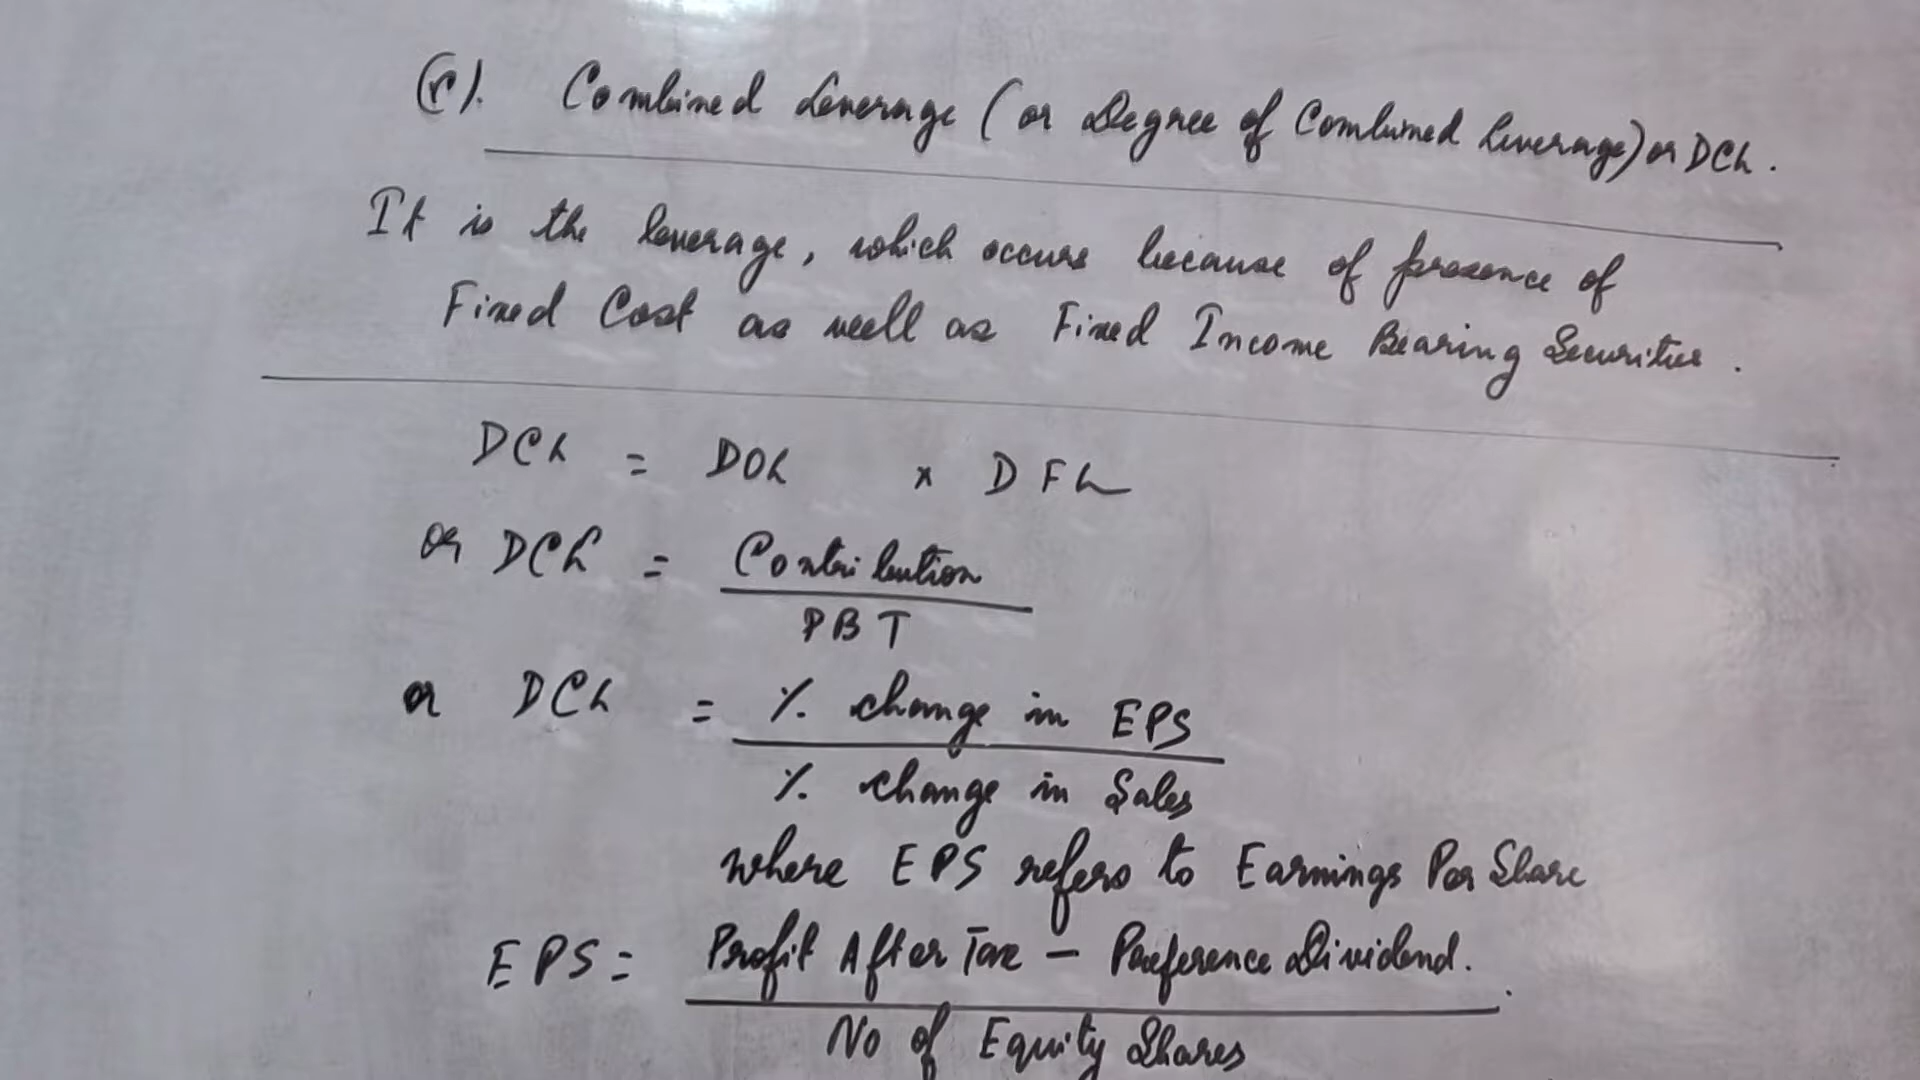 (c). Combined Leverage (or Degree of Combined Leverage) or DCL.
It is the leverage, which occurs because of presence of
Fixed Cost as well as Fixed Income Bearing Securities.
DCL = DOL × DFL
or DCL = Contribution
PBT
or DCL = % change in EPS
% change in Sales
where EPS refers to Earnings Per Share
EPS = Profit After Tax – Preference Dividend.
No of Equity Shares